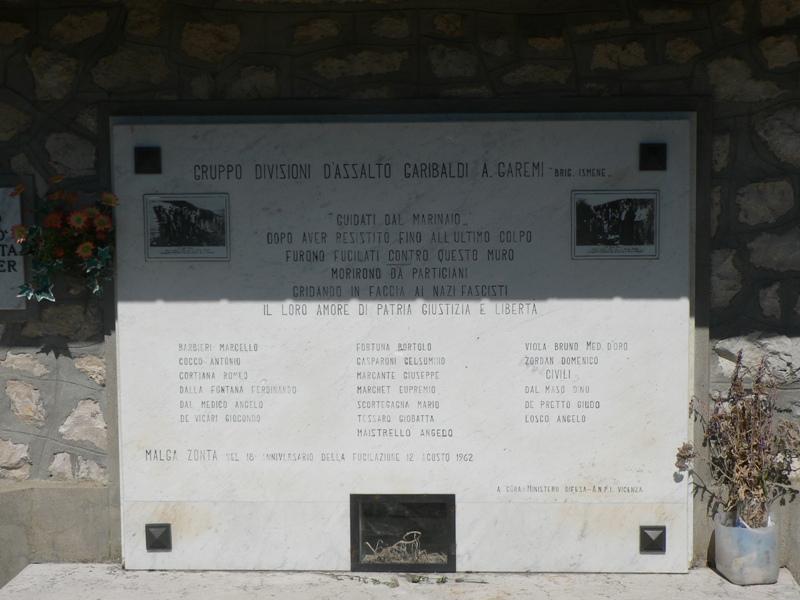 GRUPPO DIVISIONI D'ASSALTO GARIBALDI A. GAREMI "BRIG. ISMENE"
"GUIDATI DAL MARINAIO"
DOPO AVER RESISTITO FINO ALL'ULTIMO COLPO
FURONO FUCILATI CONTRO QUESTO MURO
MORIRONO DA PARTIGIANI
GRIDANDO IN FACCIA AI NAZIFASCISTI
IL LORO AMORE DI PATRIA GIUSTIZIA E LIBERTÀ
BARBIERI MARCELLO
COCCO ANTONIO
CORTIANA ROMEO
DALLA FONTANA FERDINANDO
DAL MEDICO ANGELO
DE VICARI GIOCONDO
FORTUNA BORTOLO
GASPARONI GELSUMINO
MARCANTE GIUSEPPE
MARCHET EUPREMIO
SCORTEGAGNA MARIO
TESSARO GIOBATTA
MAISTRELLO ANGELO
VIOLA BRUNO MED. D'ORO
ZORDAN DOMENICO
CIVILI
DAL MASO DINO
DE PRETTO GIUDO
LOSCO ANGELO
MALGA ZONTA NEL 18° ANNIVERSARIO DELLA FUCILAZIONE 12 AGOSTO 1962
A CURA: MINISTERO DIFESA - A.N.P.I. VICENZA